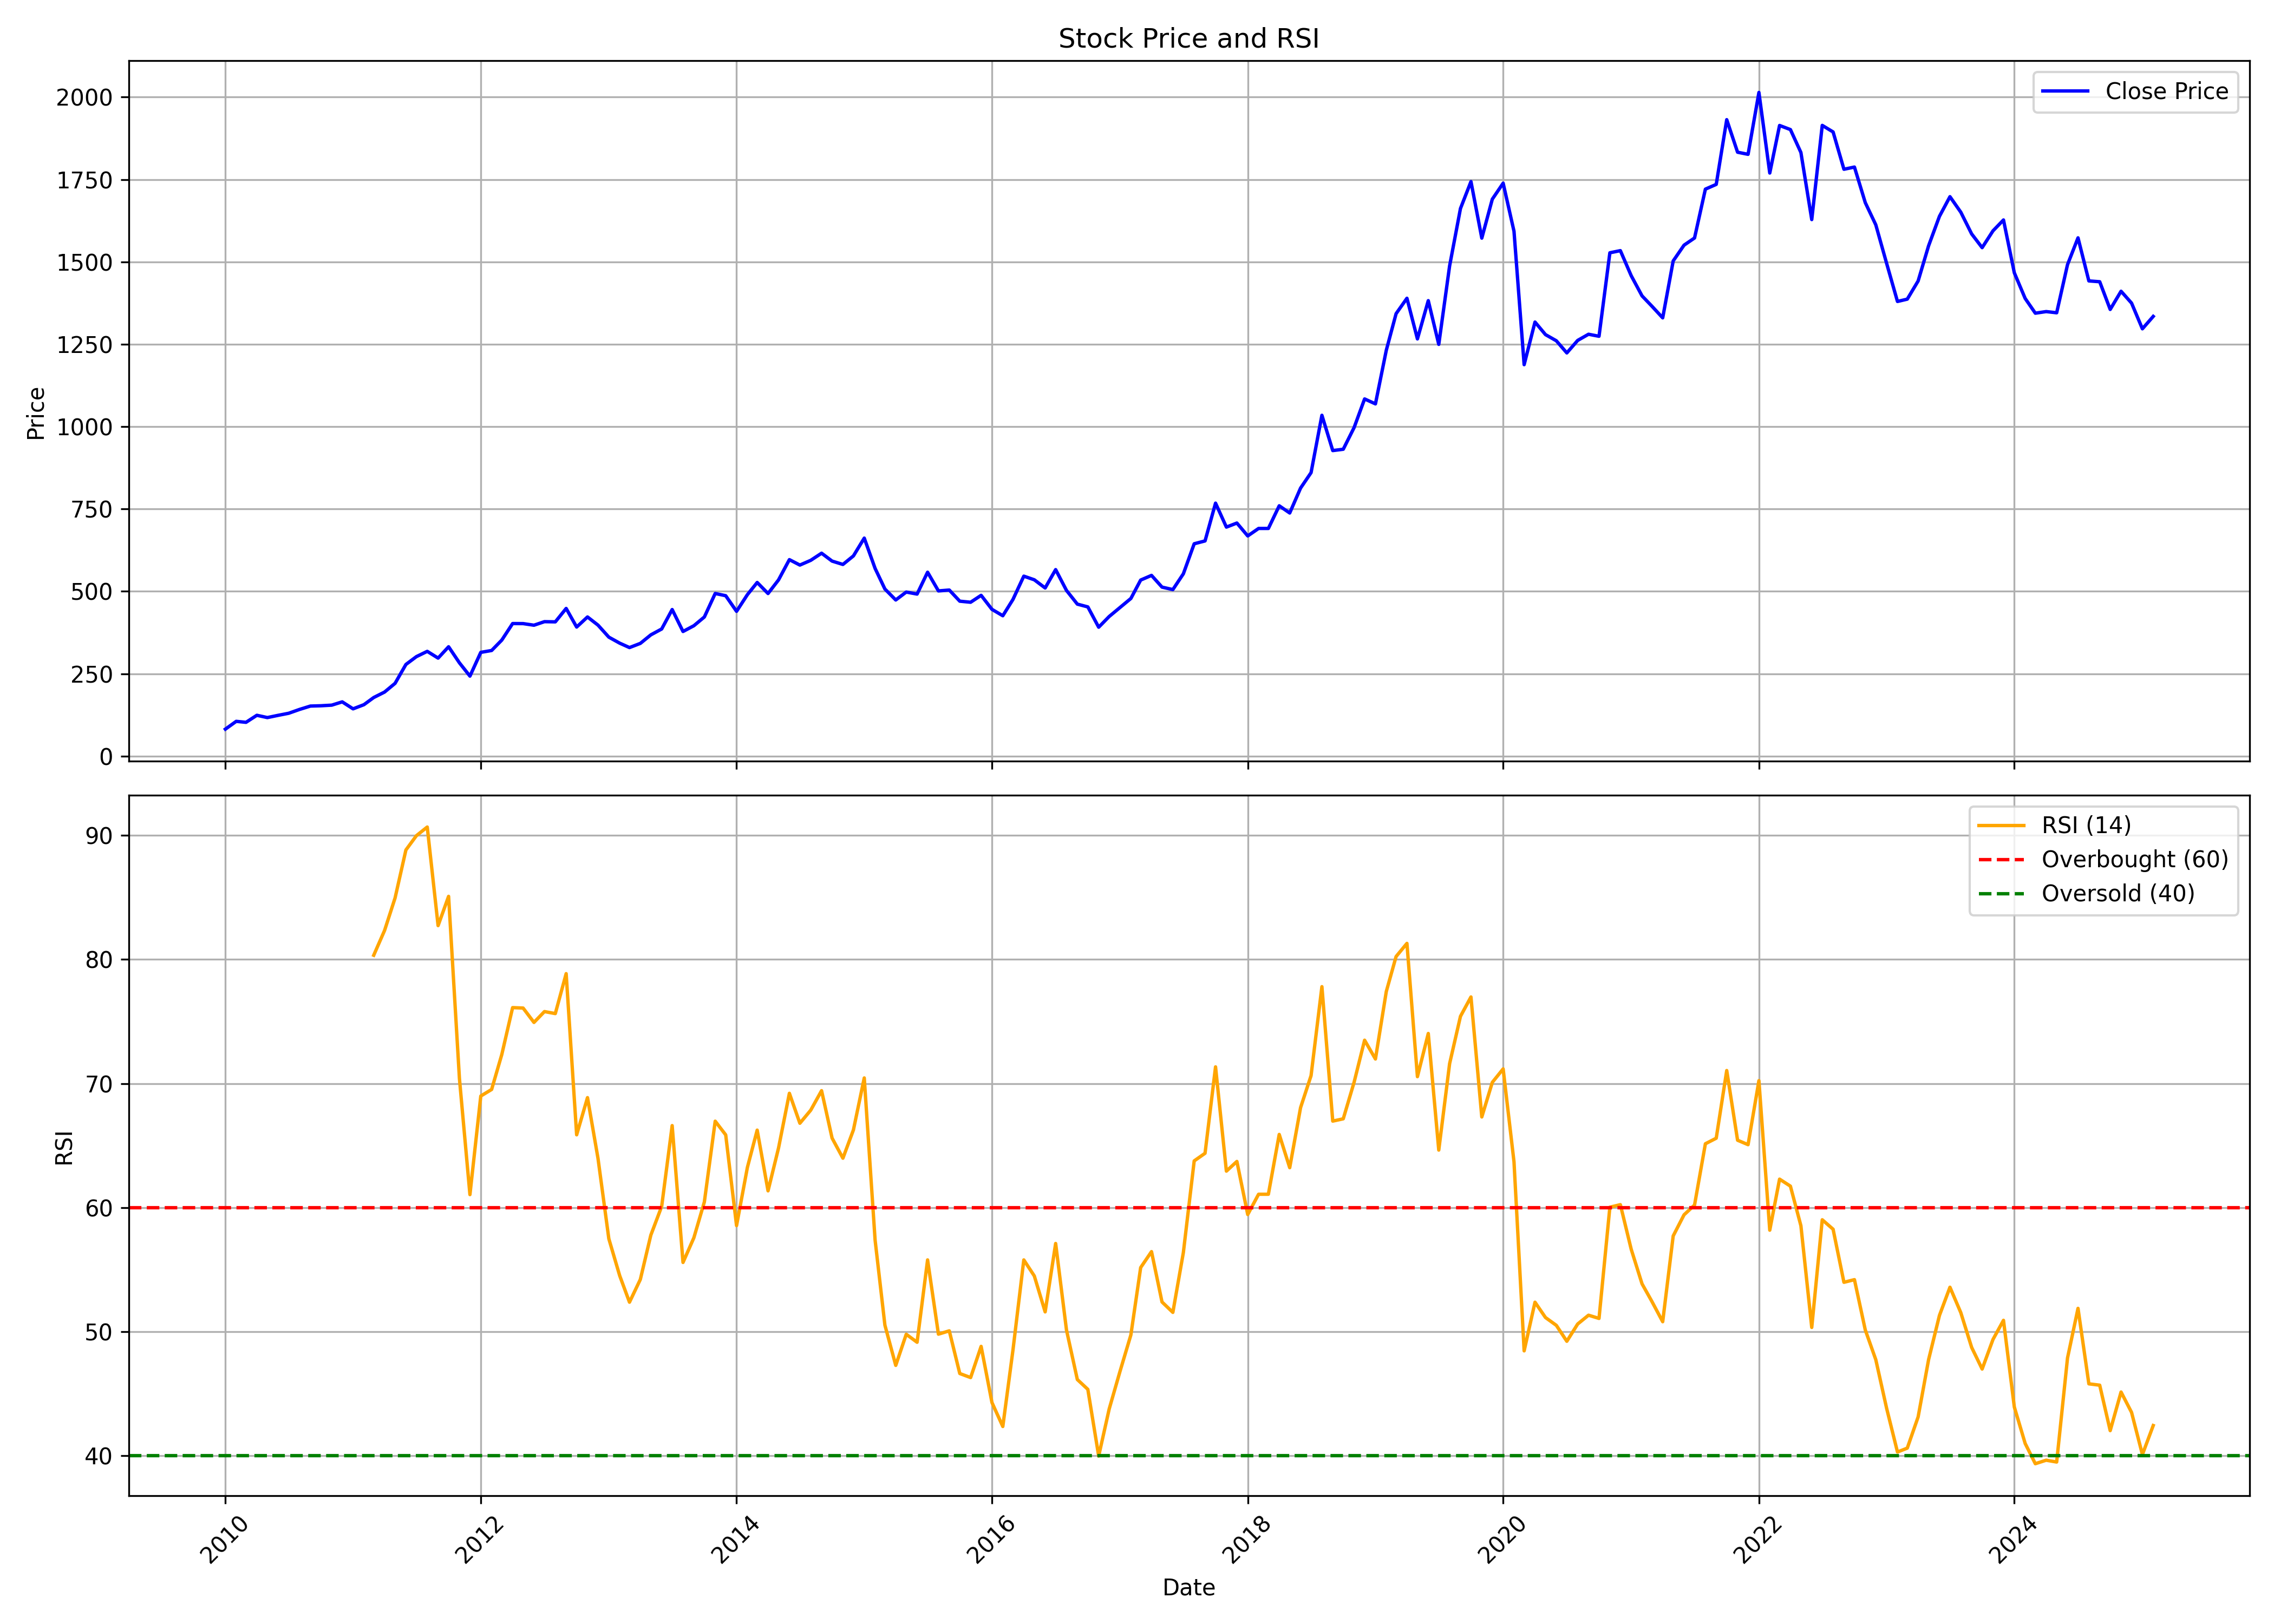 Stock Price and RSI
Close Price
2000
1750
1500
1250
1000
750
500
250
0
Price
RSI (14)
Overbought (60)
Oversold (40)
90
80
70
60
50
40
RSI
2010
2012
2014
2016
2018
2020
2022
2024
Date